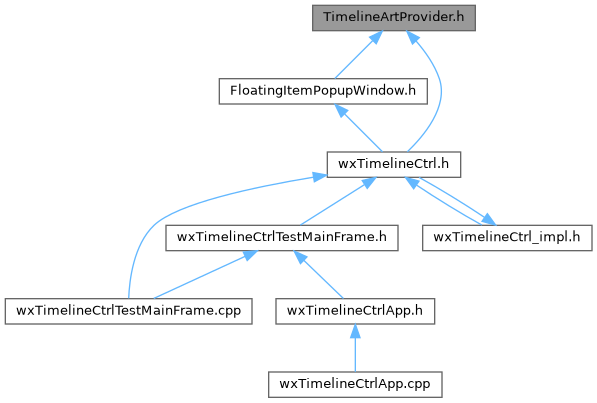 TimelineArtProvider.h
FloatingItemPopupWindow.h
wxTimelineCtrl.h
wxTimelineCtrlTestMainFrame.h
wxTimelineCtrl_impl.h
wxTimelineCtrlTestMainFrame.cpp
wxTimelineCtrlApp.h
wxTimelineCtrlApp.cpp